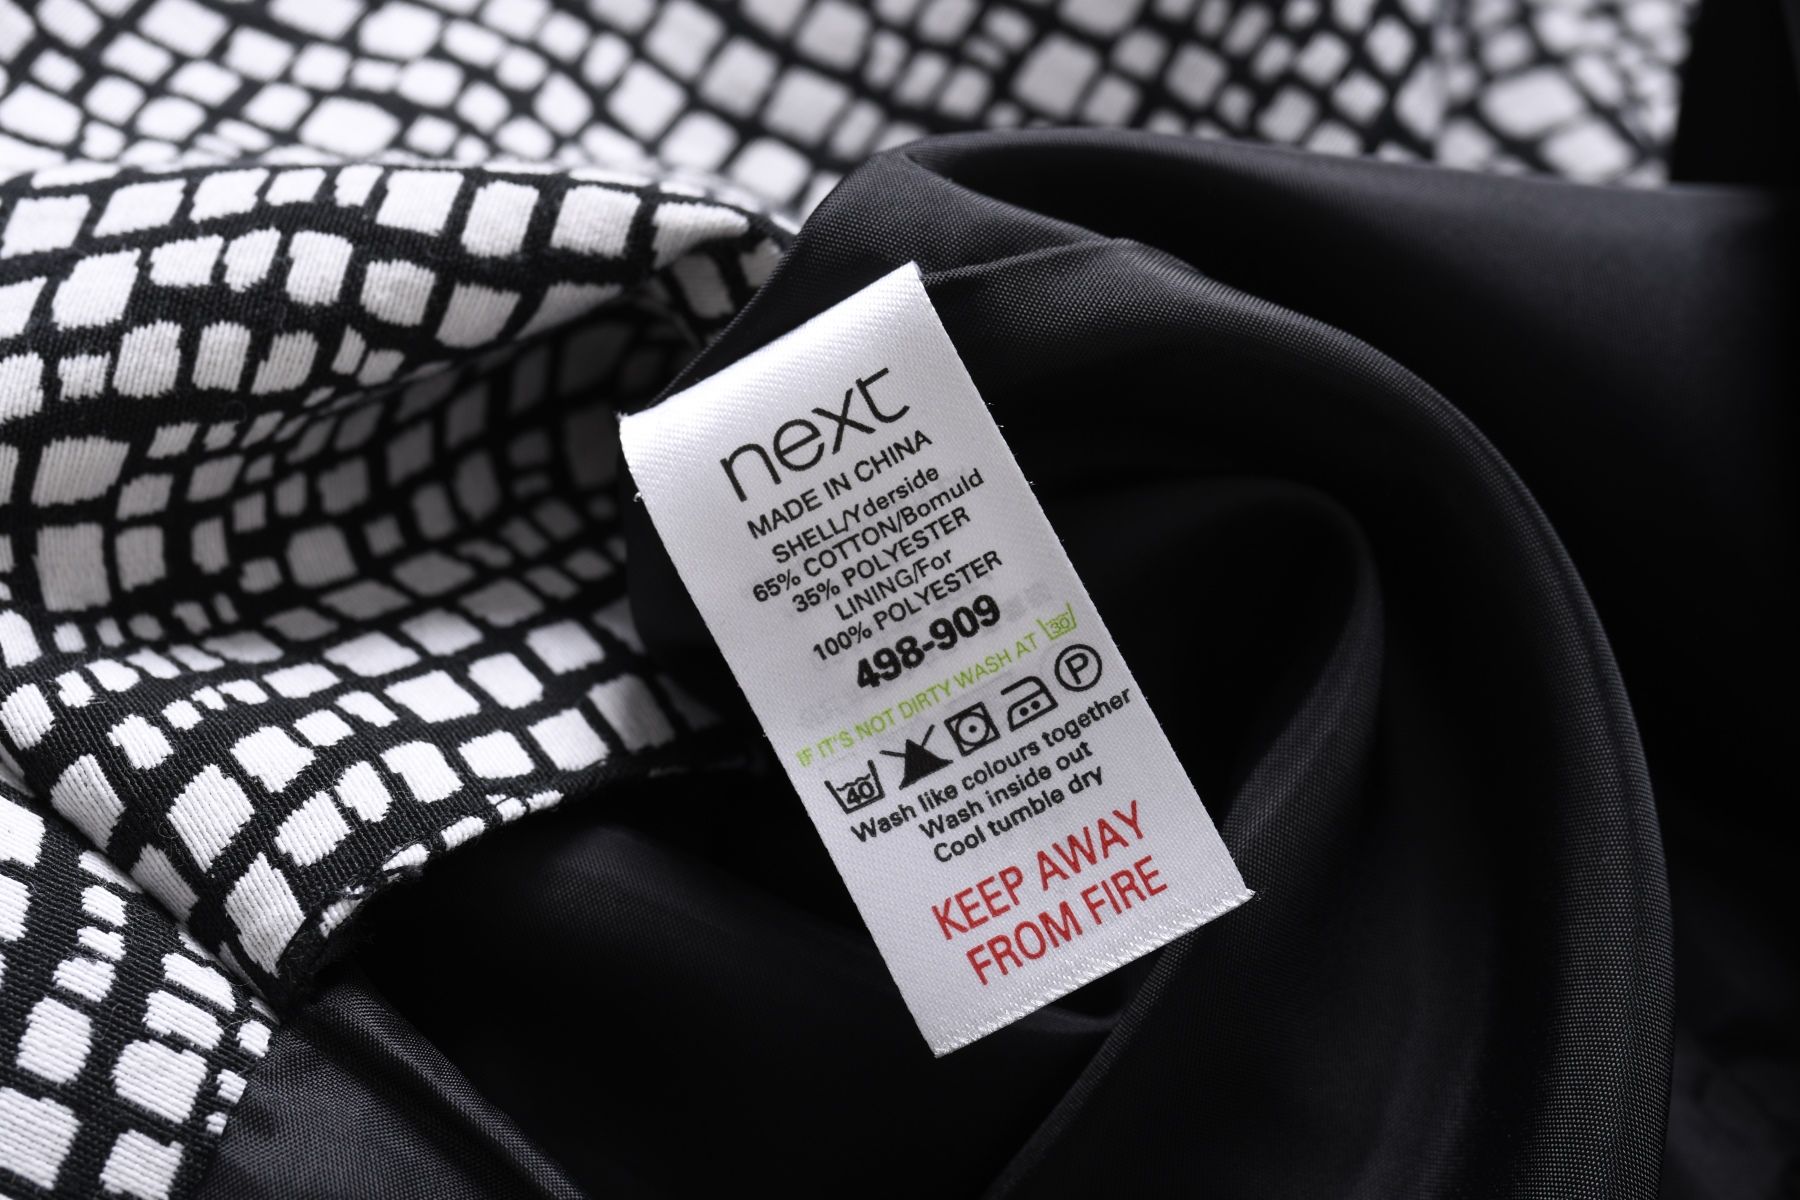 next
MADE IN CHINA
SHELL/Yderside
65% COTTON/Bomuld
35% POLYESTER
LINING/For
100% POLYESTER
498-909
IF IT'S NOT DIRTY WASH AT 30
40 P
Wash like colours together
Wash inside out
Cool tumble dry
KEEP AWAY
FROM FIRE